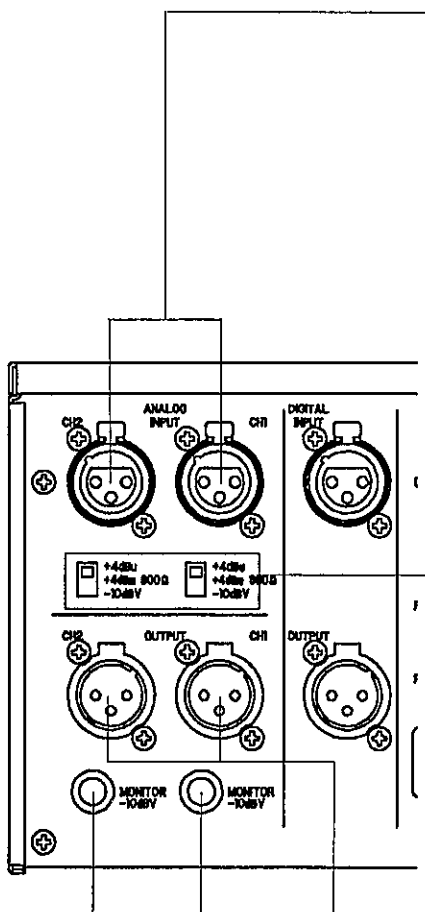 ANALOG
INPUT
CH2
CH1
DIGITAL
INPUT
+4dBu
+4dBm 600Ω
-10dBV
+4dBu
+4dBm 600Ω
-10dBV
CH2
OUTPUT
CH1
OUTPUT
MONITOR
-10dBV
MONITOR
-10dBV